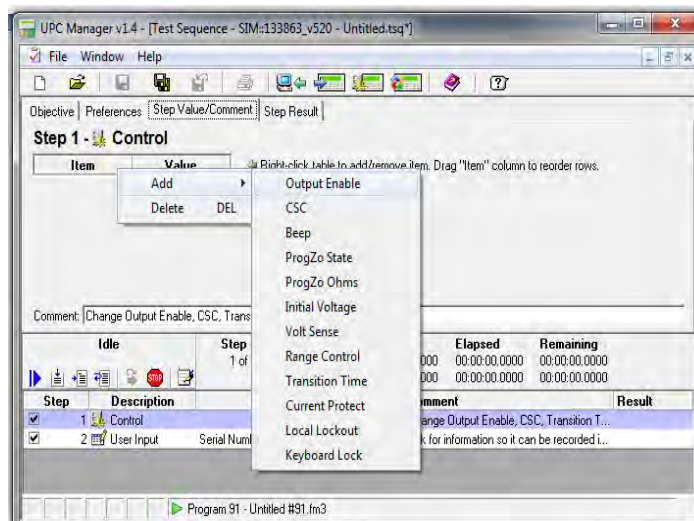 UPC Manager v1.4 - [Test Sequence - SIM::133863_v520 - Untitled.tsq*]
File Window Help
Objective Preferences Step Value/Comment Step Result
Step 1 - Control
Item Value Right-click table to add/remove item. Drag "Item" column to reorder rows.
Add
Delete DEL
Output Enable
CSC
Beep
ProgZo State
ProgZo Ohms
Initial Voltage
Volt Sense
Range Control
Transition Time
Current Protect
Local Lockout
Keyboard Lock
Comment: Change Output Enable, CSC, Trans
Idle Step Elapsed Remaining
1 of 000 00:00:00.0000 00:00:00.0000
STOP 000 00:00:00.0000 00:00:00.0000
Step Description mment Result
1 Control ange Output Enable, CSC, Transition T...
2 User Input Serial Numl k for information so it can be recorded i...
Program 91 - Untitled #91.fm3